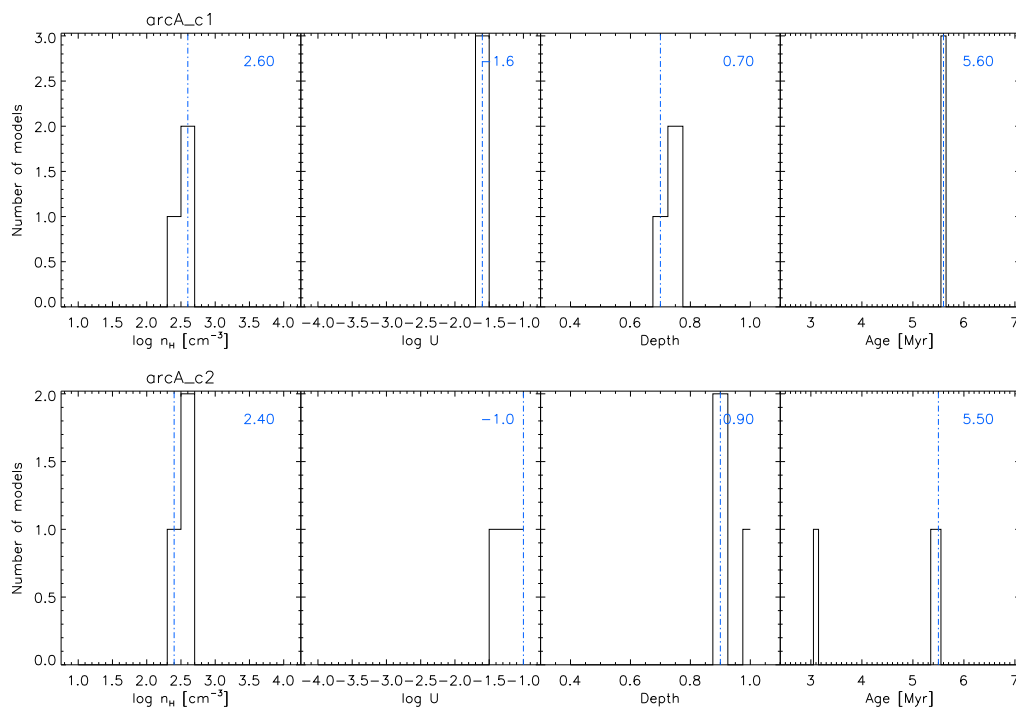 arcA_c1
3.0
2.5
2.0
1.5
1.0
0.5
0.0
Number of models
2.60
-1.6
0.70
5.60
1.0 1.5 2.0 2.5 3.0 3.5 4.0
-4.0-3.5-3.0-2.5-2.0-1.5-1.0
0.4 0.6 0.8 1.0
3 4 5 6 7
log n_H [cm^-3]
log U
Depth
Age [Myr]
arcA_c2
2.0
1.5
1.0
0.5
0.0
Number of models
2.40
-1.0
0.90
5.50
1.0 1.5 2.0 2.5 3.0 3.5 4.0
-4.0-3.5-3.0-2.5-2.0-1.5-1.0
0.4 0.6 0.8 1.0
3 4 5 6 7
log n_H [cm^-3]
log U
Depth
Age [Myr]